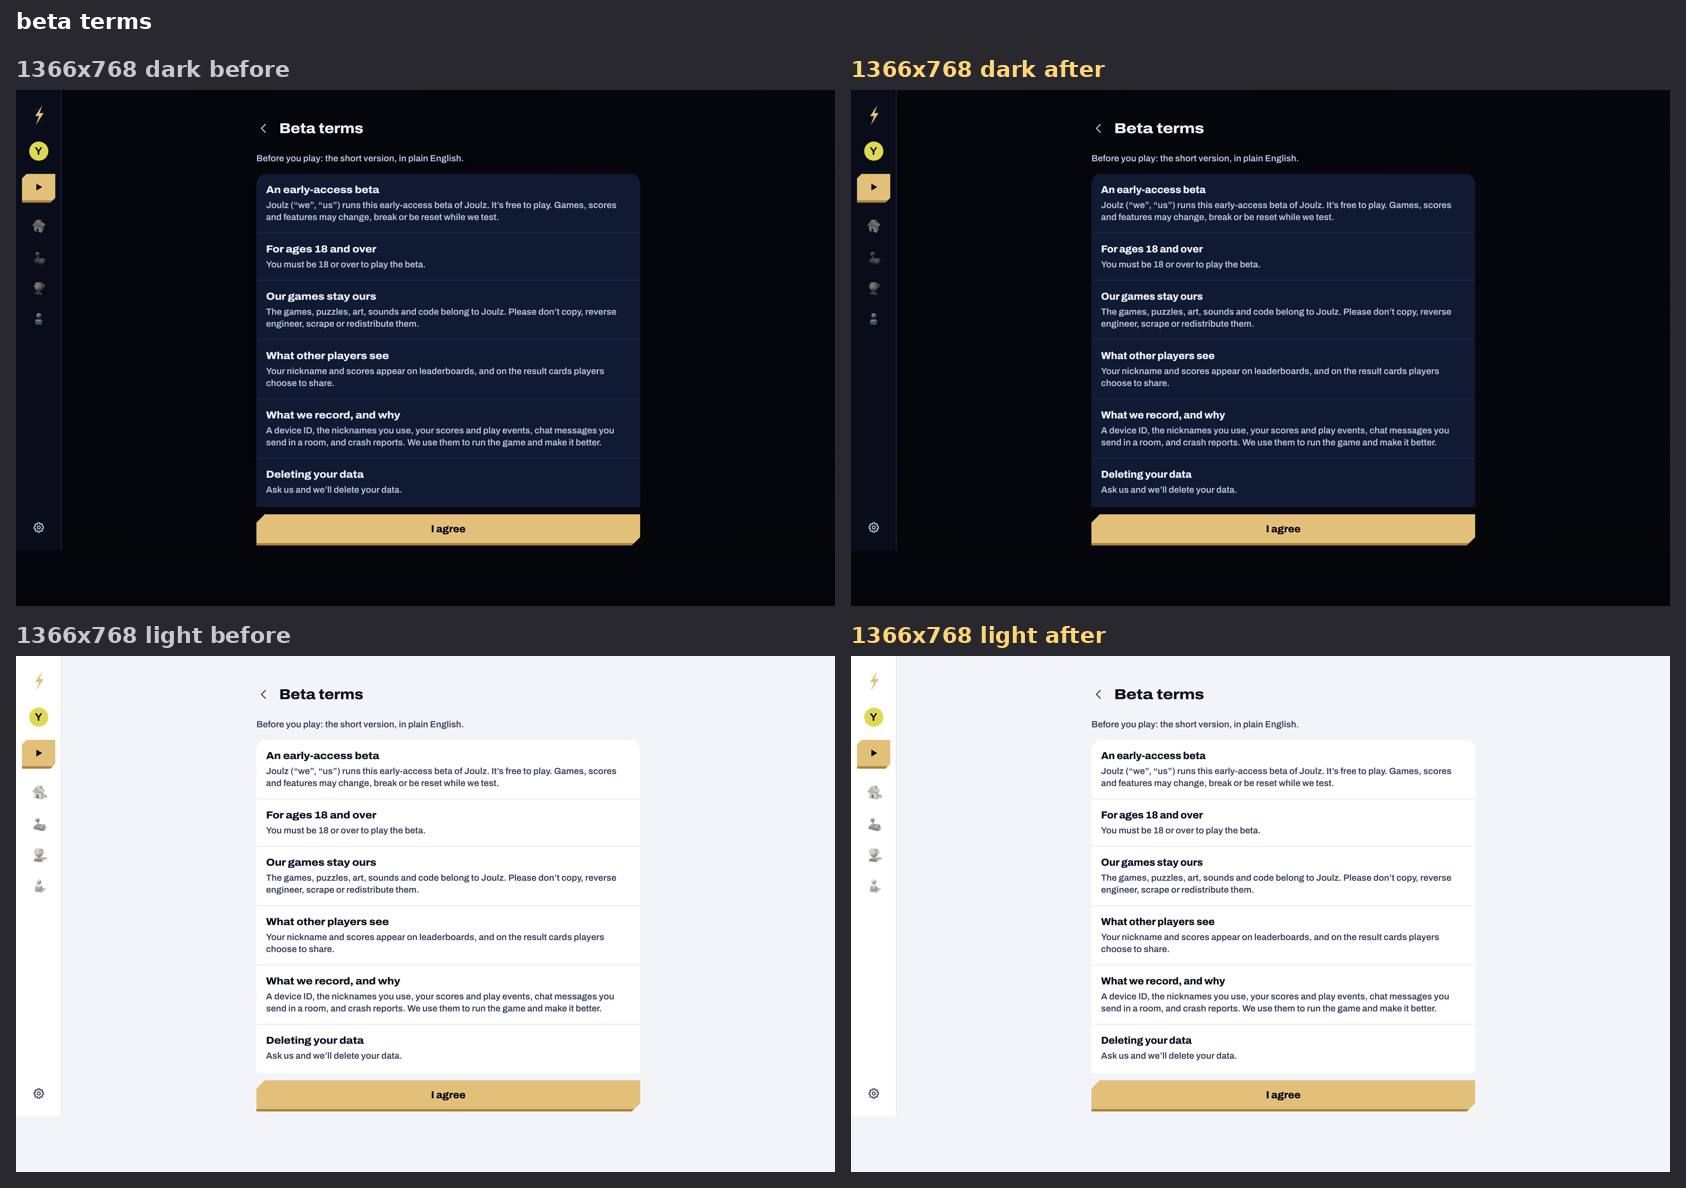 beta terms
1366x768 dark before
Y
Beta terms
Before you play: the short version, in plain English.
An early-access beta
Joulz (“we”, “us”) runs this early-access beta of Joulz. It’s free to play. Games, scores
and features may change, break or be reset while we test.
For ages 18 and over
You must be 18 or over to play the beta.
Our games stay ours
The games, puzzles, art, sounds and code belong to Joulz. Please don’t copy, reverse
engineer, scrape or redistribute them.
What other players see
Your nickname and scores appear on leaderboards, and on the result cards players
choose to share.
What we record, and why
A device ID, the nicknames you use, your scores and play events, chat messages you
send in a room, and crash reports. We use them to run the game and make it better.
Deleting your data
Ask us and we’ll delete your data.
I agree
1366x768 dark after
Y
Beta terms
Before you play: the short version, in plain English.
An early-access beta
Joulz (“we”, “us”) runs this early-access beta of Joulz. It’s free to play. Games, scores
and features may change, break or be reset while we test.
For ages 18 and over
You must be 18 or over to play the beta.
Our games stay ours
The games, puzzles, art, sounds and code belong to Joulz. Please don’t copy, reverse
engineer, scrape or redistribute them.
What other players see
Your nickname and scores appear on leaderboards, and on the result cards players
choose to share.
What we record, and why
A device ID, the nicknames you use, your scores and play events, chat messages you
send in a room, and crash reports. We use them to run the game and make it better.
Deleting your data
Ask us and we’ll delete your data.
I agree
1366x768 light before
Y
Beta terms
Before you play: the short version, in plain English.
An early-access beta
Joulz (“we”, “us”) runs this early-access beta of Joulz. It’s free to play. Games, scores
and features may change, break or be reset while we test.
For ages 18 and over
You must be 18 or over to play the beta.
Our games stay ours
The games, puzzles, art, sounds and code belong to Joulz. Please don’t copy, reverse
engineer, scrape or redistribute them.
What other players see
Your nickname and scores appear on leaderboards, and on the result cards players
choose to share.
What we record, and why
A device ID, the nicknames you use, your scores and play events, chat messages you
send in a room, and crash reports. We use them to run the game and make it better.
Deleting your data
Ask us and we’ll delete your data.
I agree
1366x768 light after
Y
Beta terms
Before you play: the short version, in plain English.
An early-access beta
Joulz (“we”, “us”) runs this early-access beta of Joulz. It’s free to play. Games, scores
and features may change, break or be reset while we test.
For ages 18 and over
You must be 18 or over to play the beta.
Our games stay ours
The games, puzzles, art, sounds and code belong to Joulz. Please don’t copy, reverse
engineer, scrape or redistribute them.
What other players see
Your nickname and scores appear on leaderboards, and on the result cards players
choose to share.
What we record, and why
A device ID, the nicknames you use, your scores and play events, chat messages you
send in a room, and crash reports. We use them to run the game and make it better.
Deleting your data
Ask us and we’ll delete your data.
I agree